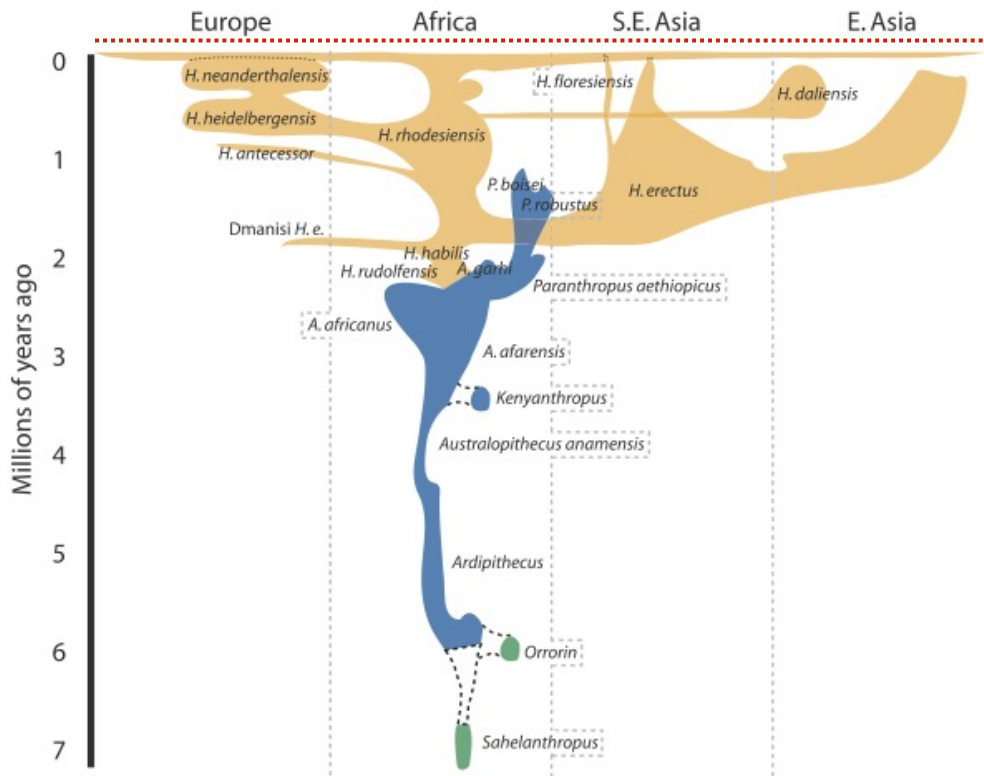 Europe
Africa
S.E. Asia
E. Asia
Millions of years ago
0
1
2
3
4
5
6
7
H. neanderthalensis
H. floresiensis
H. daliensis
H. heidelbergensis
H. rhodesiensis
H. antecessor
P. boisei
H. erectus
P. robustus
Dmanisi H. e.
H. habilis
H. rudolfensis
A. garhi
Paranthropus aethiopicus
A. africanus
A. afarensis
Kenyanthropus
Australopithecus anamensis
Ardipithecus
Orrorin
Sahelanthropus